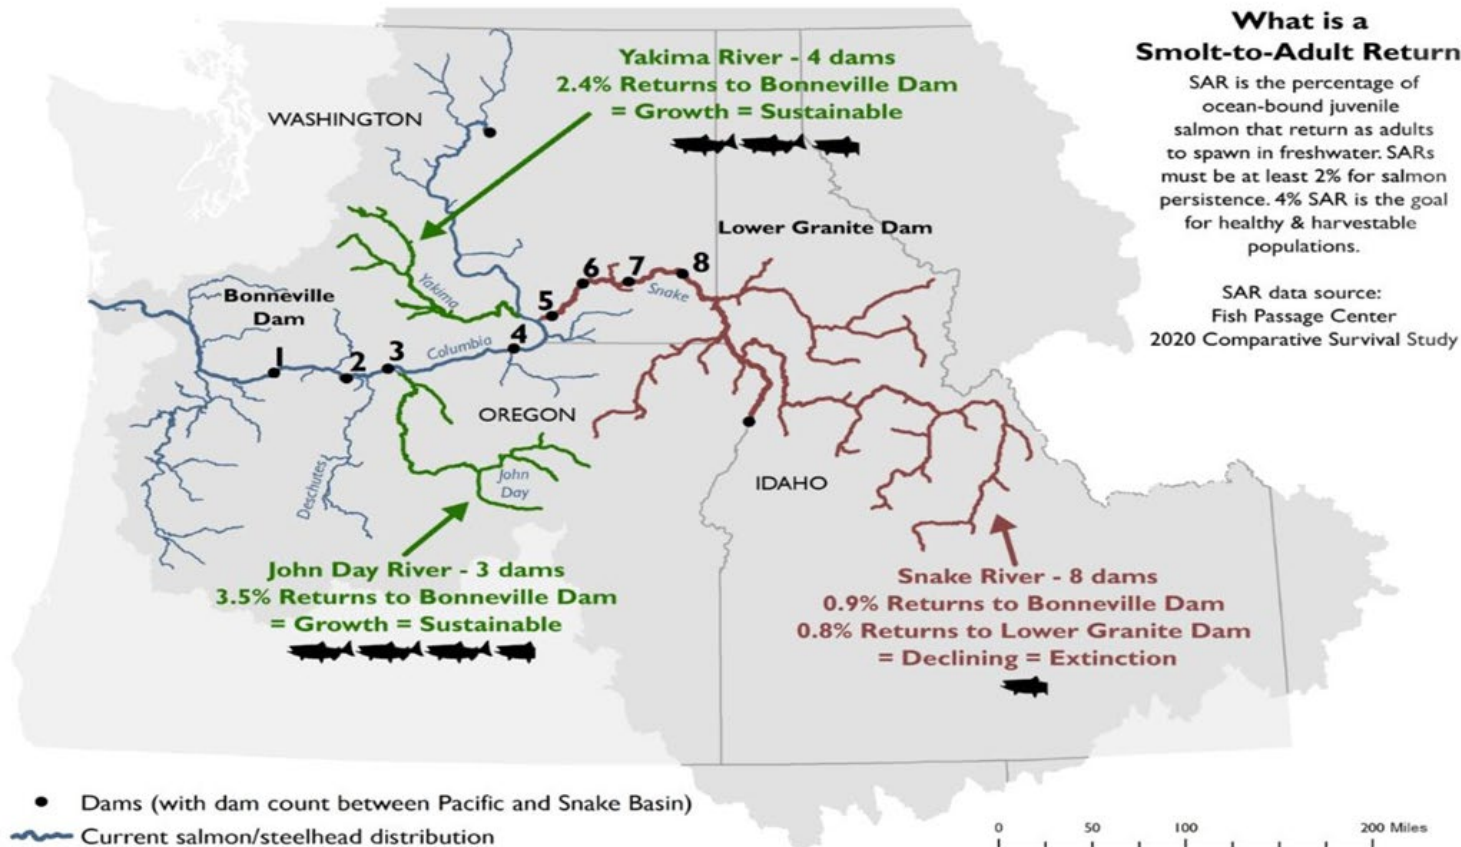 What is a
Smolt-to-Adult Return
SAR is the percentage of
ocean-bound juvenile
salmon that return as adults
to spawn in freshwater. SARs
must be at least 2% for salmon
persistence. 4% SAR is the goal
for healthy & harvestable
populations.
SAR data source:
Fish Passage Center
2020 Comparative Survival Study
Yakima River - 4 dams
2.4% Returns to Bonneville Dam
= Growth = Sustainable
WASHINGTON
Lower Granite Dam
6
7
8
Yakima
Snake
Bonneville
Dam
5
4
Columbia
1
2
3
OREGON
John
Day
Deschutes
IDAHO
John Day River - 3 dams
3.5% Returns to Bonneville Dam
= Growth = Sustainable
Snake River - 8 dams
0.9% Returns to Bonneville Dam
0.8% Returns to Lower Granite Dam
= Declining = Extinction
Dams (with dam count between Pacific and Snake Basin)
Current salmon/steelhead distribution
0 50 100 200 Miles